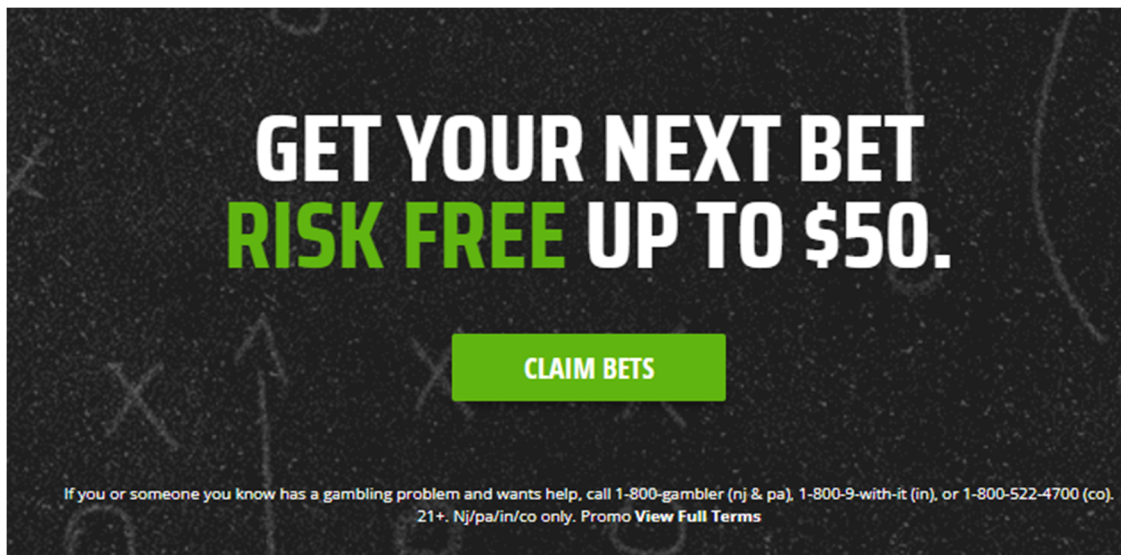 GET YOUR NEXT BET
RISK FREE UP TO $50.
CLAIM BETS
If you or someone you know has a gambling problem and wants help, call 1-800-gambler (nj & pa), 1-800-9-with-it (in), or 1-800-522-4700 (co).
21+. Nj/pa/in/co only. Promo View Full Terms